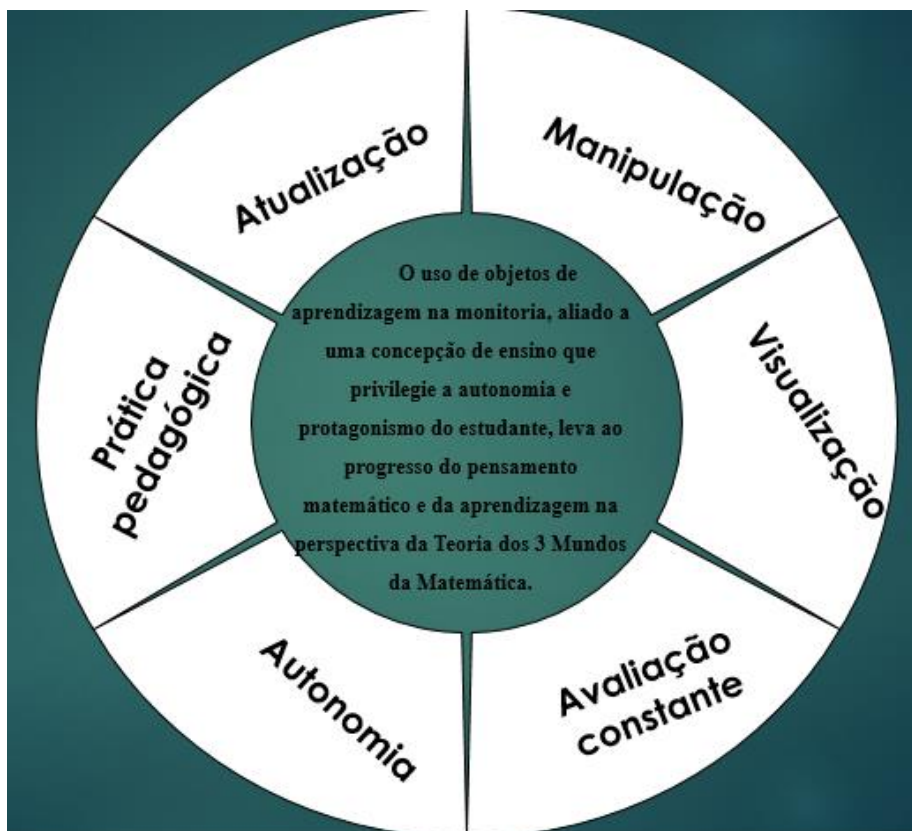 Atualização
Manipulação
Visualização
Avaliação
constante
Autonomia
Prática
pedagógica
O uso de objetos de
aprendizagem na monitoria, aliado a
uma concepção de ensino que
privilegie a autonomia e
protagonismo do estudante, leva ao
progresso do pensamento
matemático e da aprendizagem na
perspectiva da Teoria dos 3 Mundos
da Matemática.